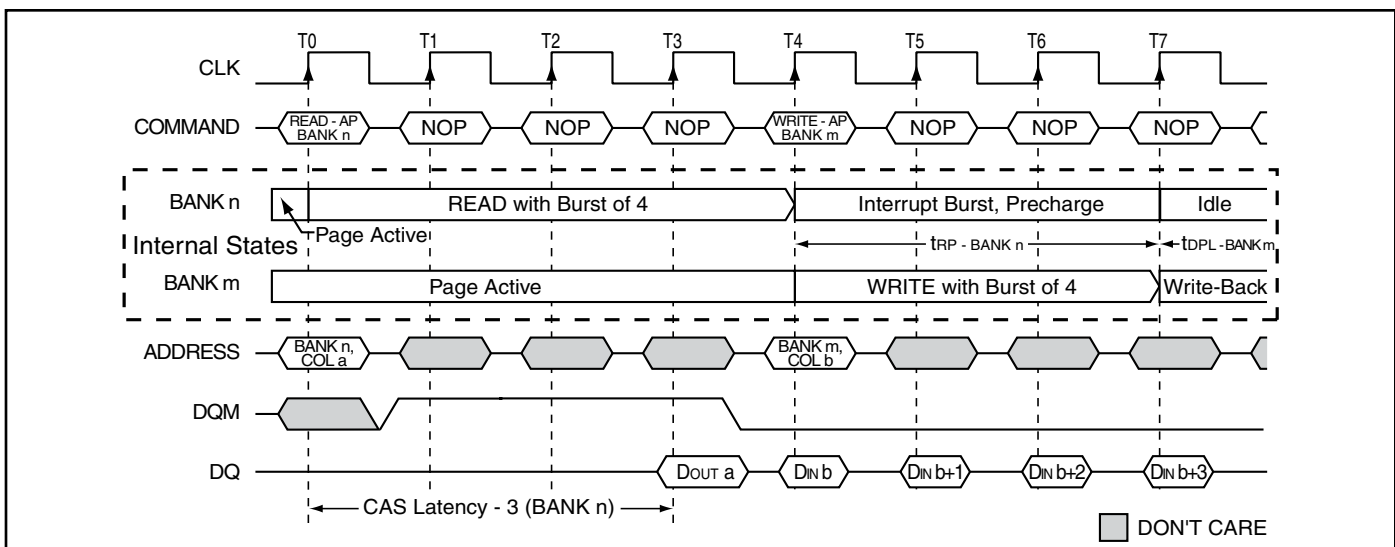 T0 T1 T2 T3 T4 T5 T6 T7
CLK
COMMAND READ - AP BANK n NOP NOP NOP WRITE - AP BANK m NOP NOP NOP
BANK n READ with Burst of 4 Interrupt Burst, Precharge Idle
Page Active
Internal States tRP - BANK n tDPL - BANK m
BANK m Page Active WRITE with Burst of 4 Write-Back
ADDRESS BANK n, COL a BANK m, COL b
DQM
DQ DOUT a DIN b DIN b+1 DIN b+2 DIN b+3
CAS Latency - 3 (BANK n)
DON'T CARE